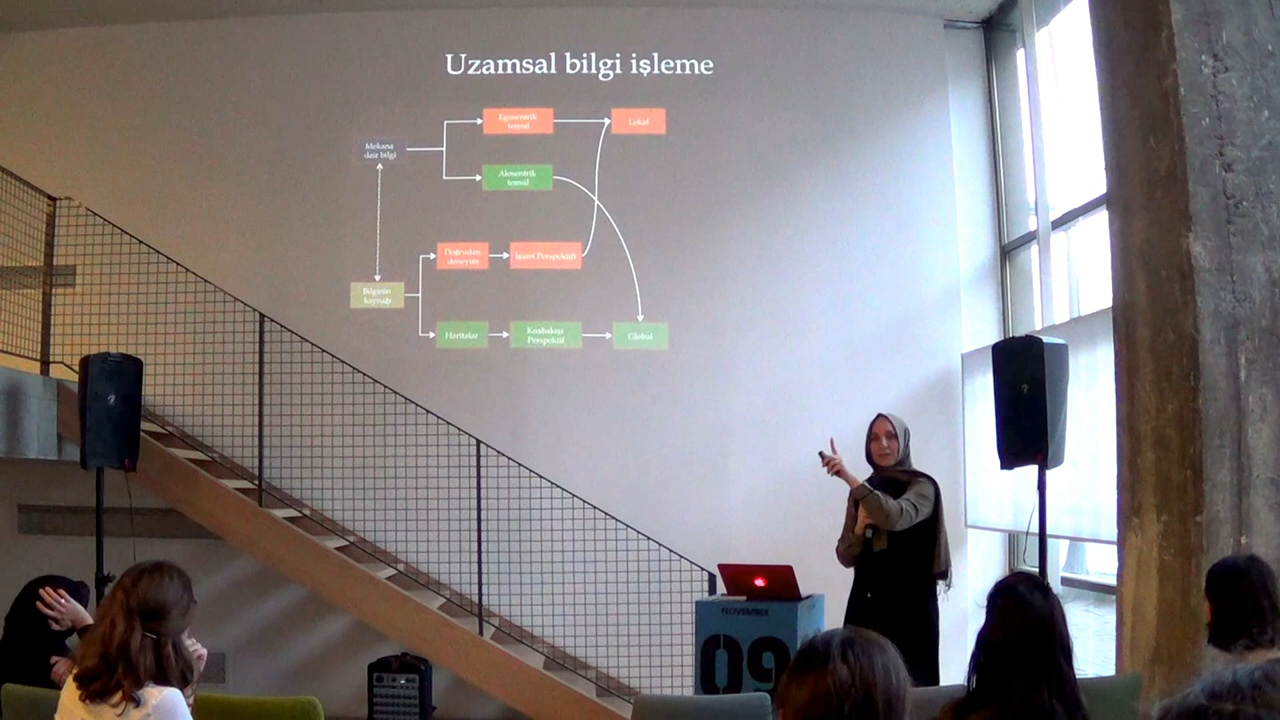 Uzamsal bilgi işleme
Egosentrik
temsil
Lokal
Mekana
dair bilgi
Alosentrik
temsil
Doğrudan
deneyim
İzaret Perspektifi
Bilginin
kaynağı
Haritalar
Kuşbakışı
Perspektif
Global
NOVEMBER
09